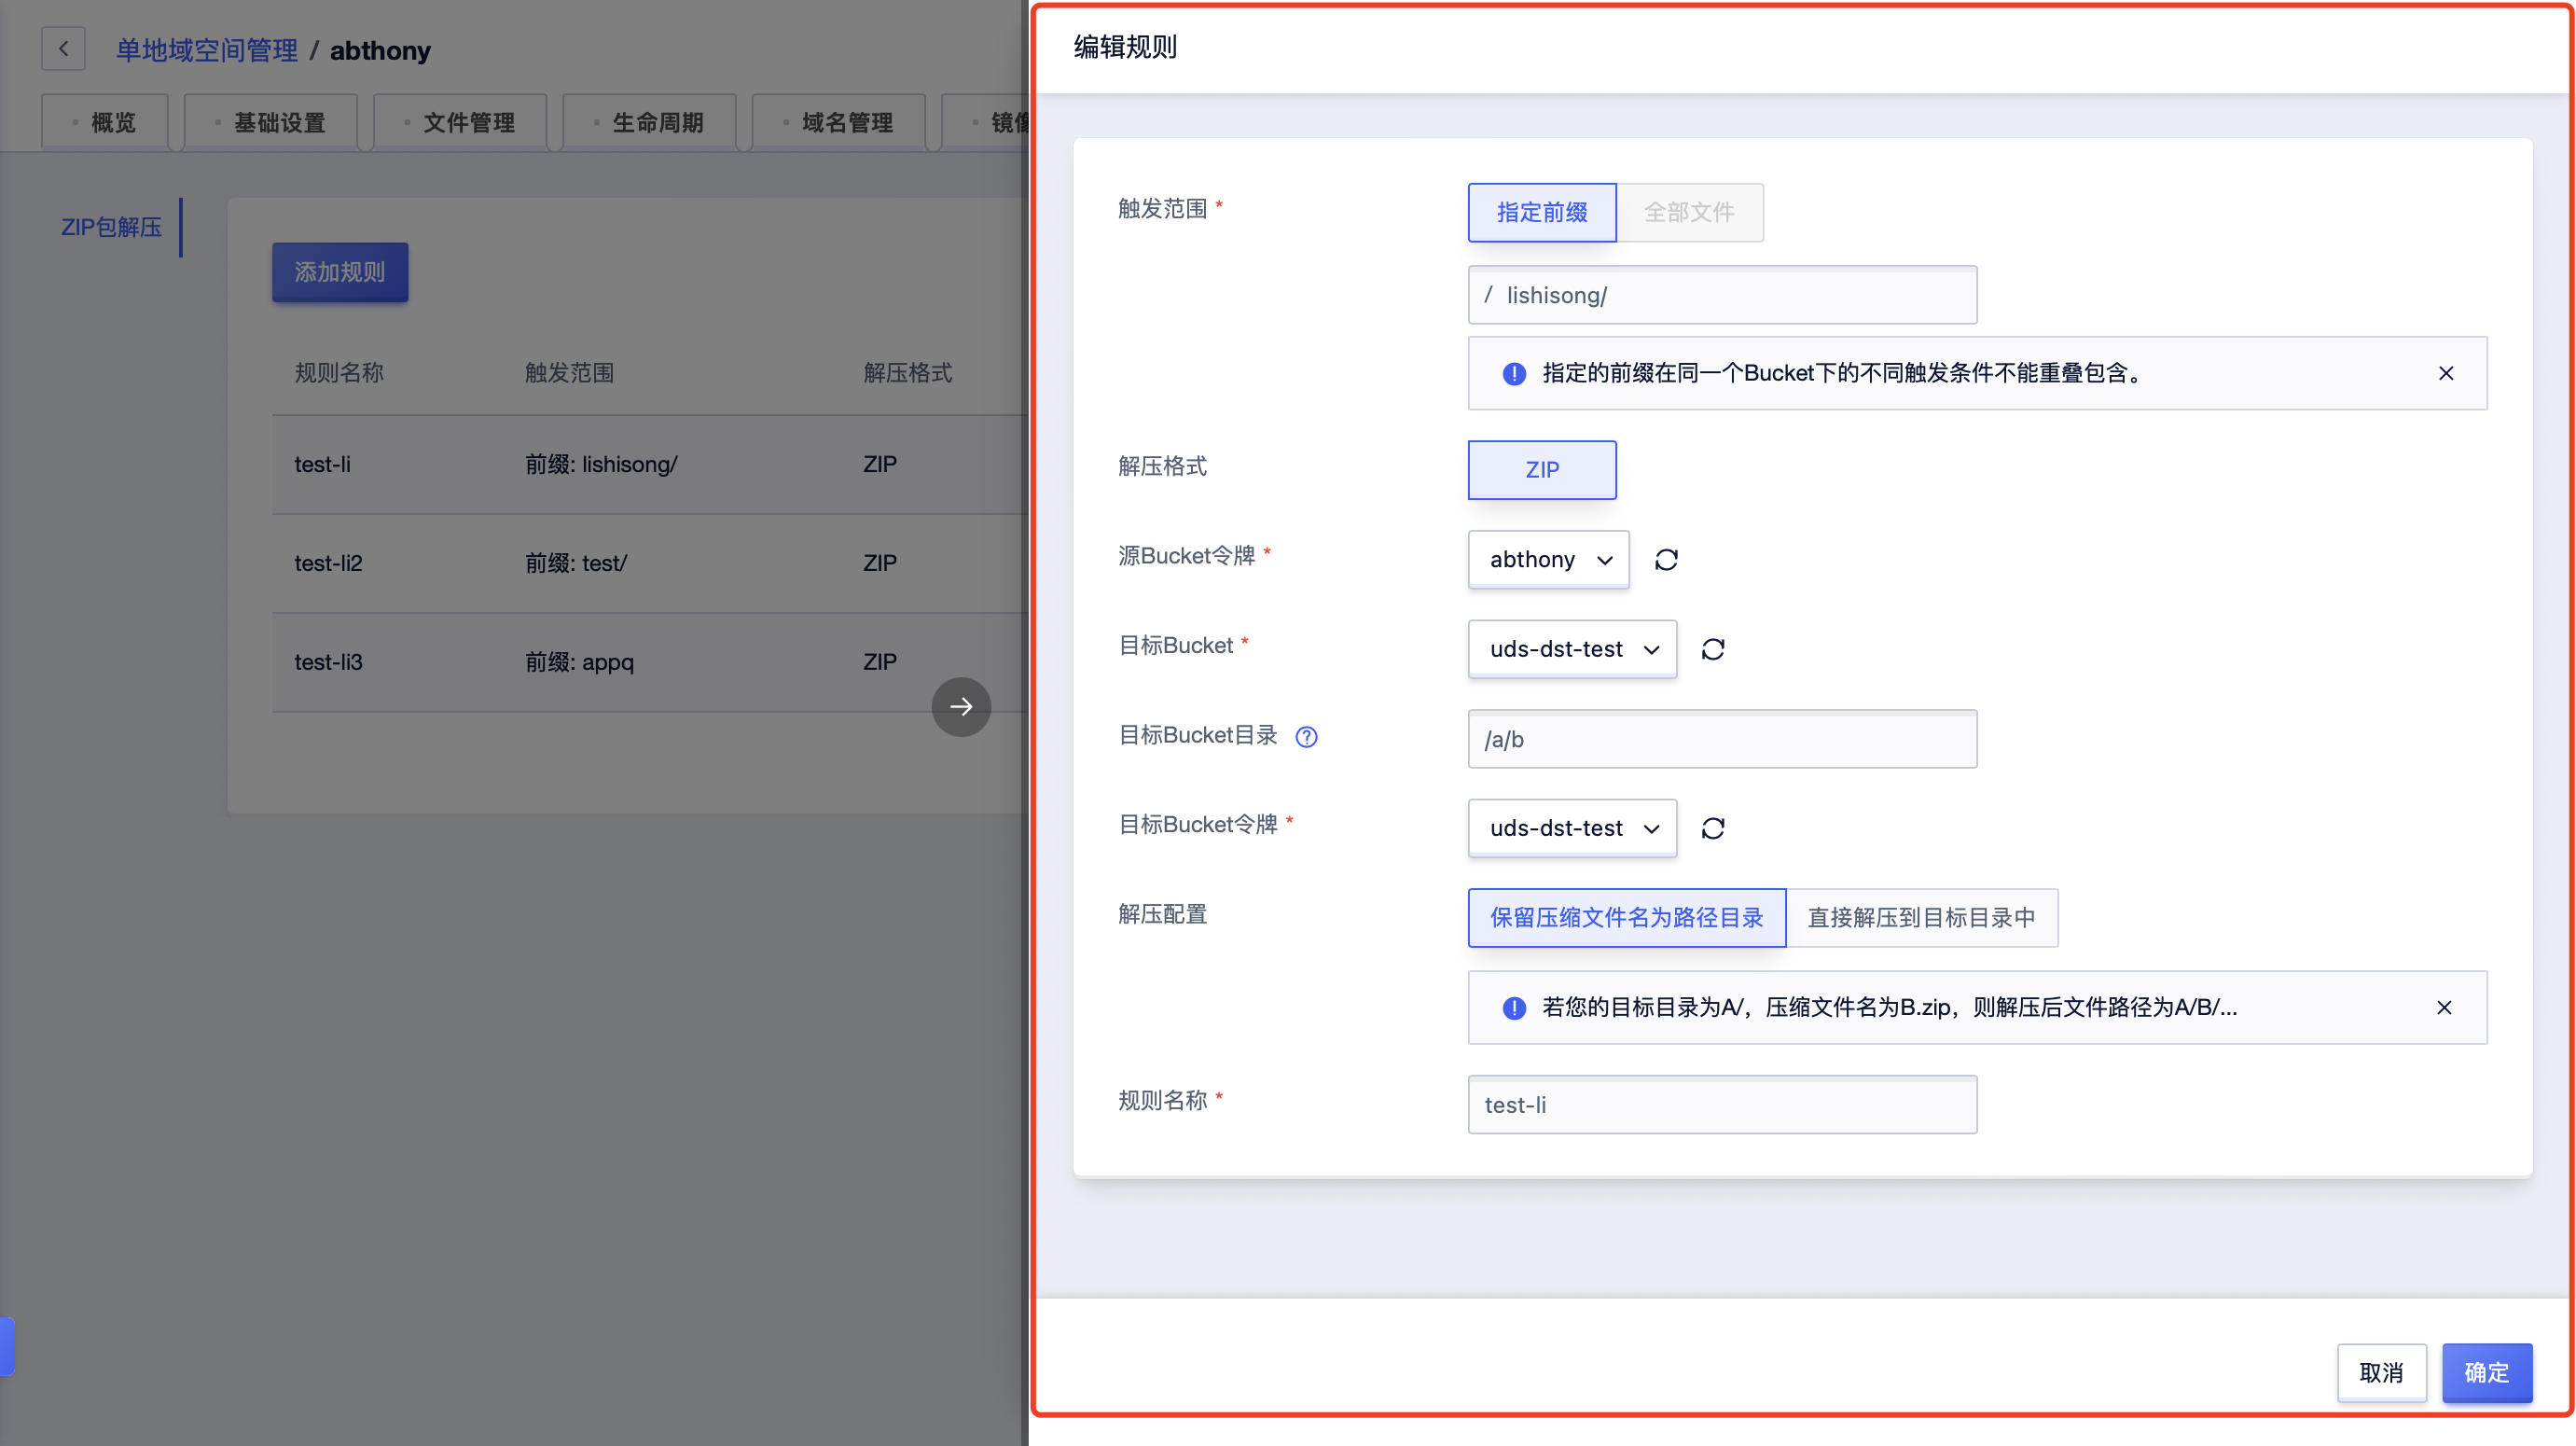 单地域空间管理 / abthony
概览
基础设置
文件管理
生命周期
域名管理
镜像
ZIP包解压
添加规则
规则名称 触发范围 解压格式
test-li 前缀: lishisong/ ZIP
test-li2 前缀: test/ ZIP
test-li3 前缀: appq ZIP
编辑规则
触发范围 * 指定前缀 全部文件
/ lishisong/
指定的前缀在同一个Bucket下的不同触发条件不能重叠包含。
解压格式 ZIP
源Bucket令牌 * abthony
目标Bucket * uds-dst-test
目标Bucket目录 /a/b
目标Bucket令牌 * uds-dst-test
解压配置 保留压缩文件名为路径目录 直接解压到目标目录中
若您的目标目录为A/，压缩文件名为B.zip，则解压后文件路径为A/B/...
规则名称 * test-li
取消 确定